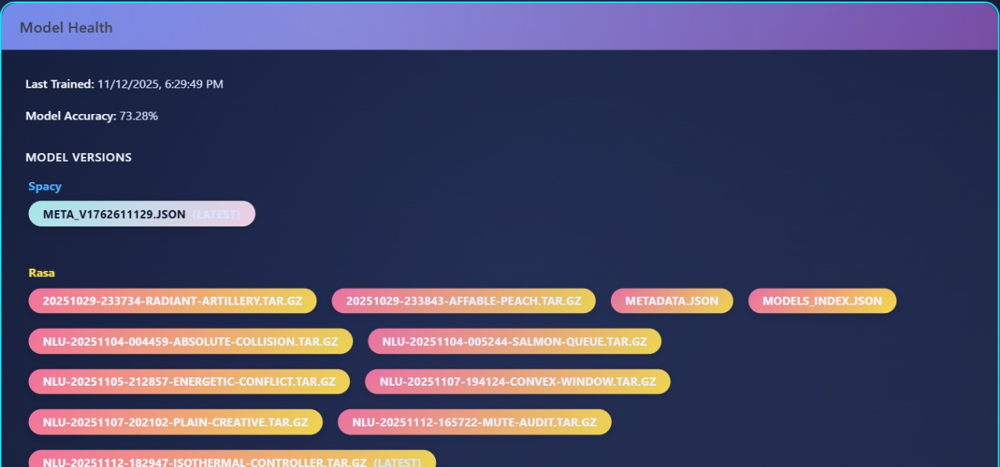 Model Health
Last Trained: 11/12/2025, 6:29:49 PM
Model Accuracy: 73.28%
MODEL VERSIONS
Spacy
META_V1762611129.JSON (LATEST)
Rasa
20251029-233734-RADIANT-ARTILLERY.TAR.GZ 20251029-233843-AFFABLE-PEACH.TAR.GZ METADATA.JSON MODELS_INDEX.JSON
NLU-20251104-004459-ABSOLUTE-COLLISION.TAR.GZ NLU-20251104-005244-SALMON-QUEUE.TAR.GZ
NLU-20251105-212857-ENERGETIC-CONFLICT.TAR.GZ NLU-20251107-194124-CONVEX-WINDOW.TAR.GZ
NLU-20251107-202102-PLAIN-CREATIVE.TAR.GZ NLU-20251112-165722-MUTE-AUDIT.TAR.GZ
NLU-20251112-182947-ISOTHERMAL-CONTROLLER.TAR.GZ (LATEST)